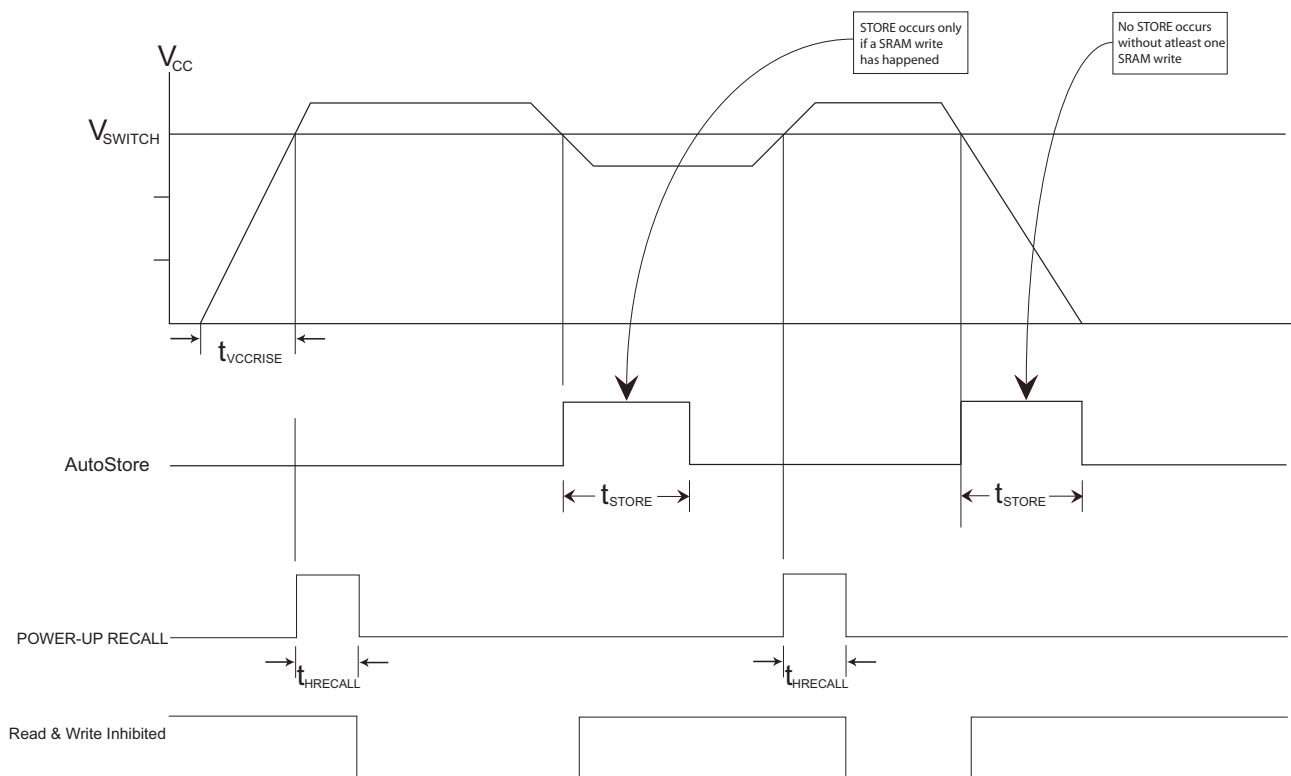 STORE occurs only
if a SRAM write
has happened
No STORE occurs
without atleast one
SRAM write
VCC
VSWITCH
tVCCRISE
AutoStore
tSTORE
tSTORE
POWER-UP RECALL
tHRECALL
tHRECALL
Read & Write Inhibited